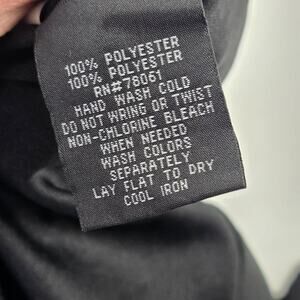 100% POLYESTER
100% POLYESTER
RN#78061
HAND WASH COLD
DO NOT WRING OR TWIST
NON-CHLORINE BLEACH
WHEN NEEDED
WASH COLORS
SEPARATELY
LAY FLAT TO DRY
COOL IRON